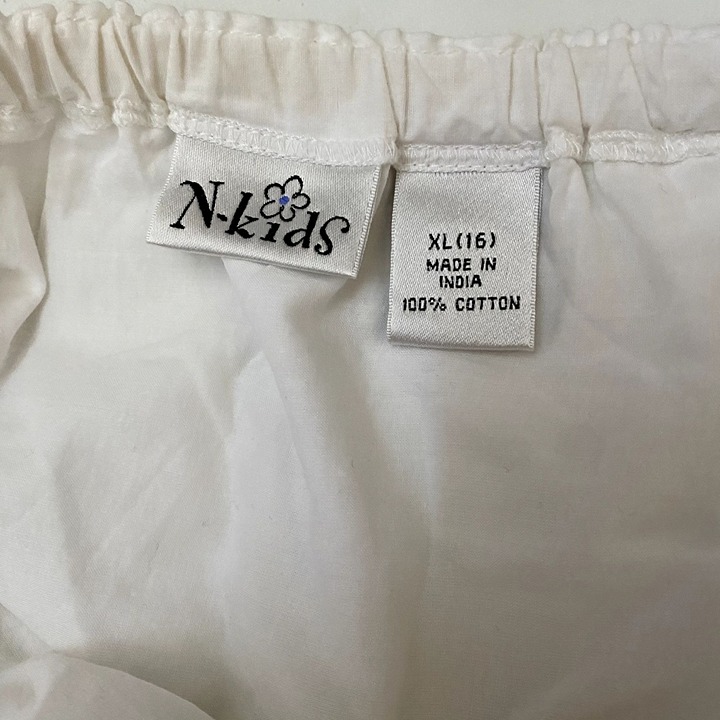 N-kids
XL(16)
MADE IN
INDIA
100% COTTON